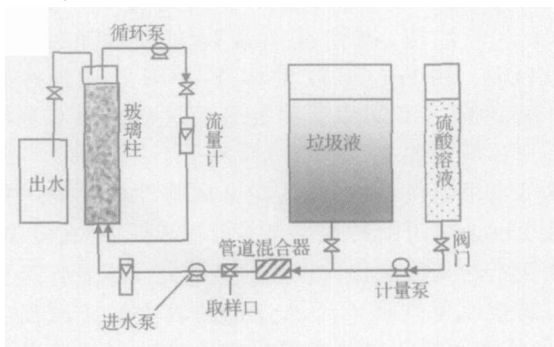 循环泵
玻璃柱
流量计
出水
垃圾液
硫酸溶液
阀门
管道混合器
计量泵
取样口
进水泵